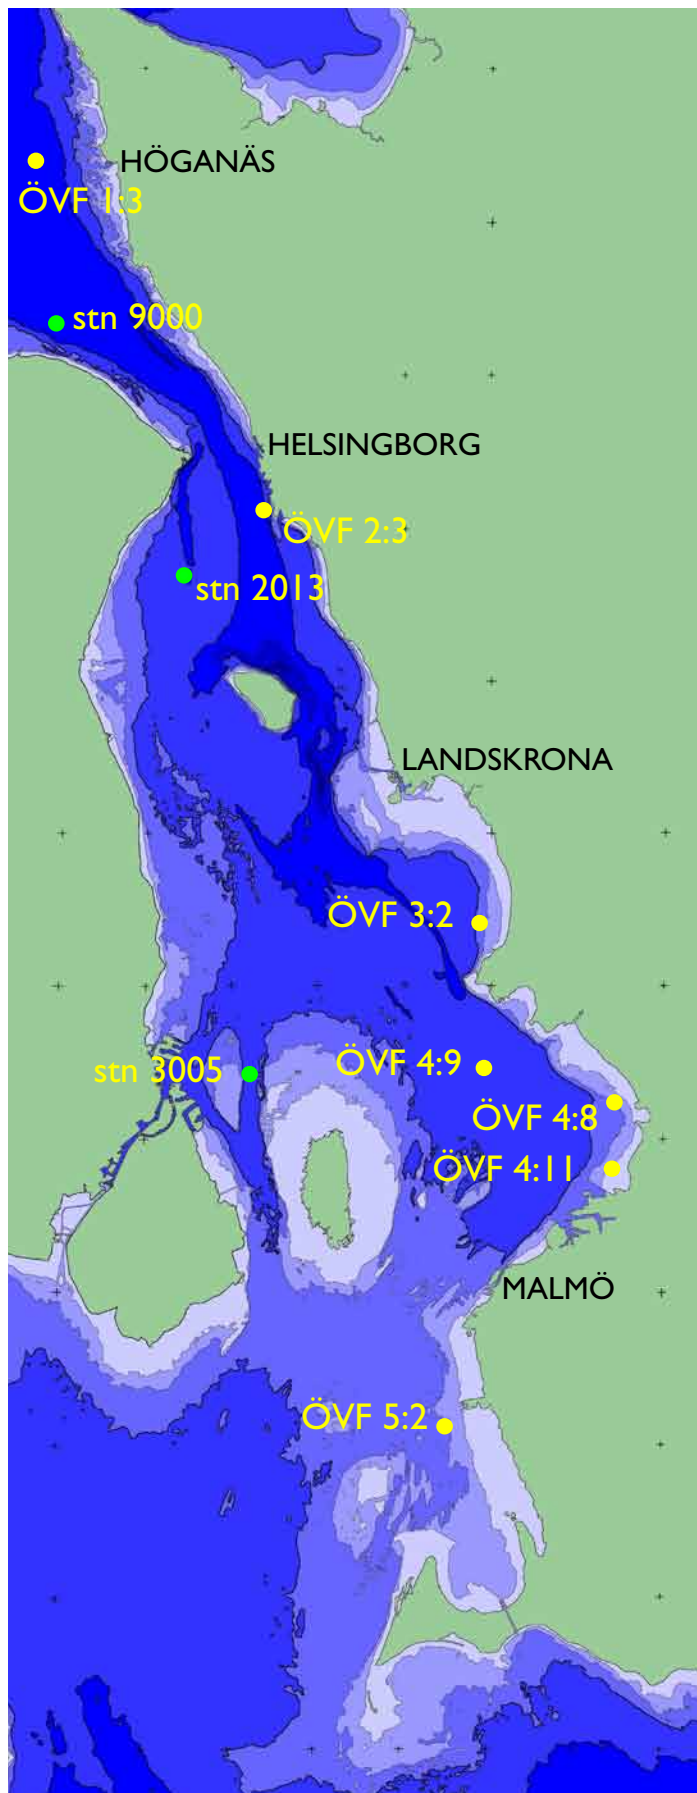 HÖGANÄS
ÖVF 1:3
stn 9000
HELSINGBORG
ÖVF 2:3
stn 2013
LANDSKRONA
ÖVF 3:2
ÖVF 4:9
stn 3005
ÖVF 4:8
ÖVF 4:11
MALMÖ
ÖVF 5:2